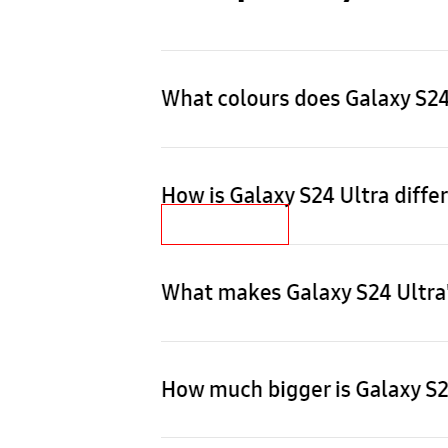 What colours does Galaxy S24
How is Galaxy S24 Ultra differ
What makes Galaxy S24 Ultra
How much bigger is Galaxy S2